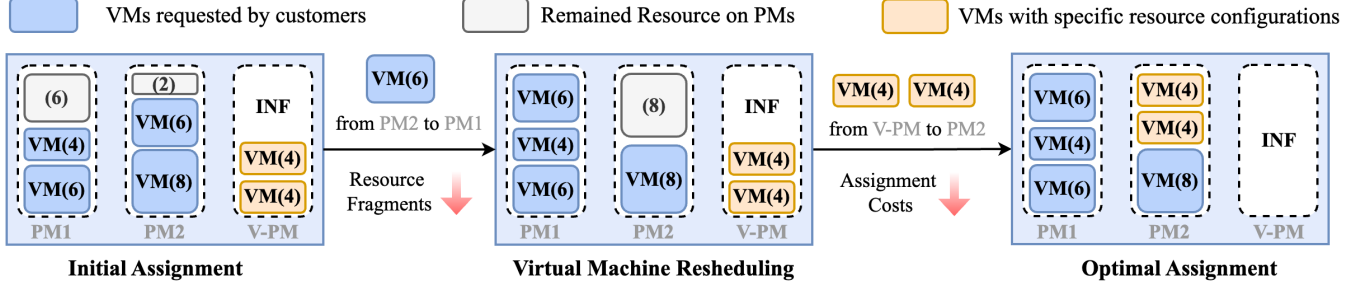 VMs requested by customers
Remained Resource on PMs
VMs with specific resource configurations
(6)
VM(4)
VM(6)
PM1
(2)
VM(6)
VM(8)
PM2
INF
VM(4)
VM(4)
V-PM
Initial Assignment
VM(6)
from PM2 to PM1
Resource
Fragments
VM(6)
VM(4)
VM(6)
PM1
(8)
VM(8)
PM2
INF
VM(4)
VM(4)
V-PM
Virtual Machine Resheduling
VM(4) VM(4)
from V-PM to PM2
Assignment
Costs
VM(6)
VM(4)
VM(6)
PM1
VM(4)
VM(4)
VM(8)
PM2
INF
V-PM
Optimal Assignment